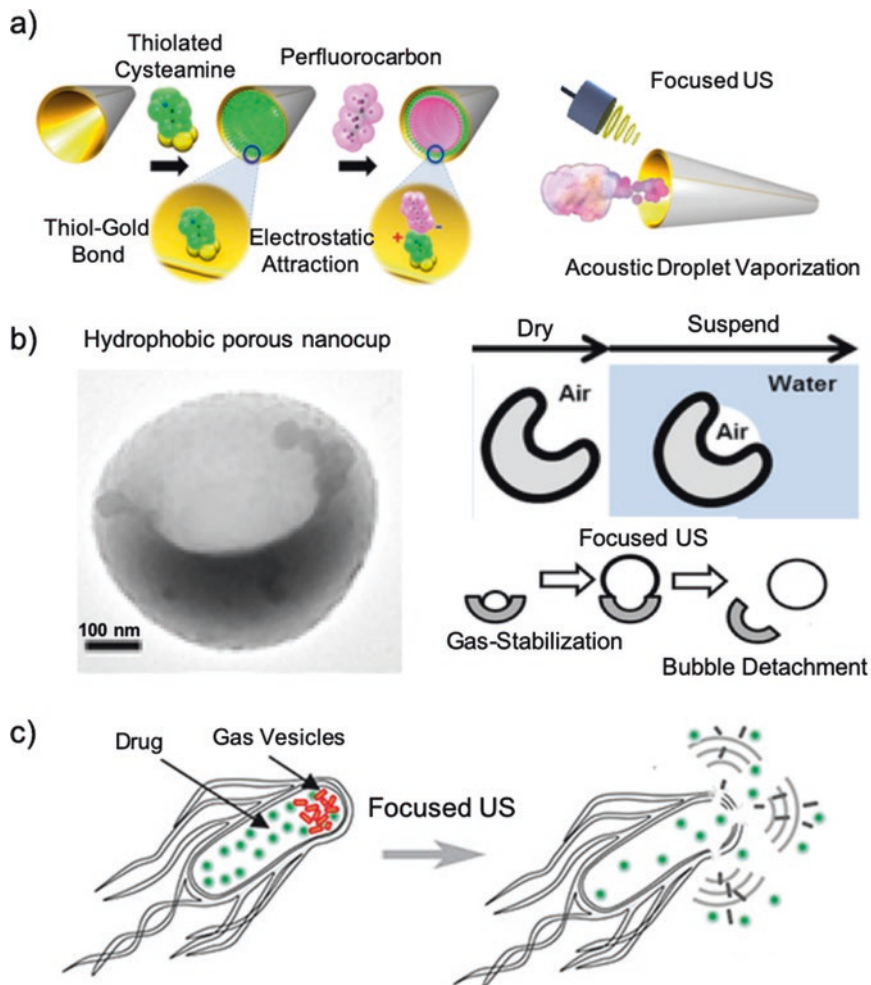 a)
Thiolated
Cysteamine
Perfluorocarbon
Focused US
Thiol-Gold
Bond
Electrostatic
Attraction
+
-
Acoustic Droplet Vaporization
b)
Hydrophobic porous nanocup
Dry
Suspend
Air
Water
Air
100 nm
Focused US
Gas-Stabilization
Bubble Detachment
c)
Drug
Gas Vesicles
Focused US